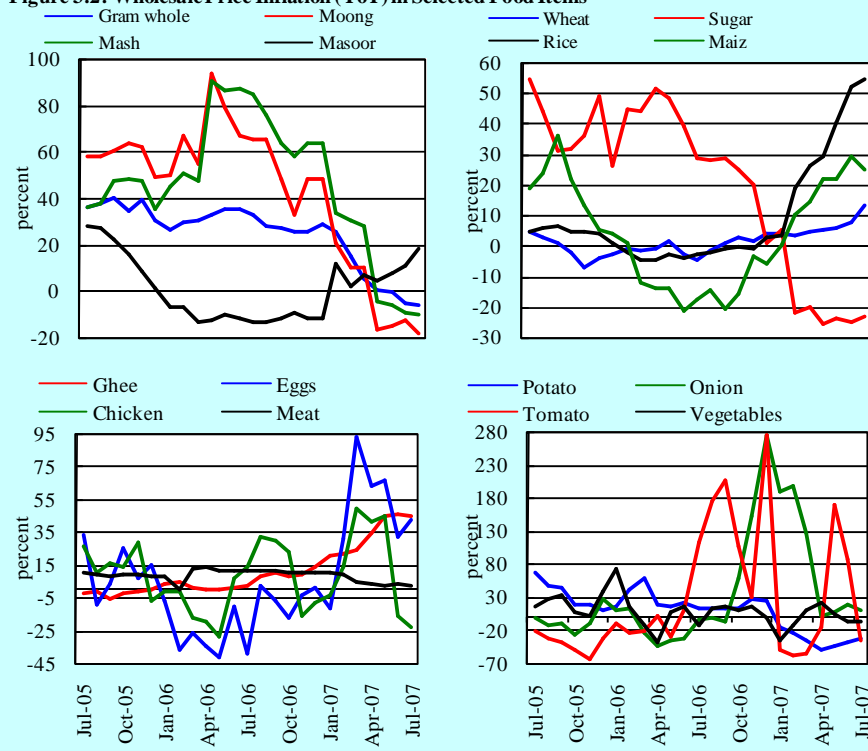 Figure 3.2: Wholesale Price Inflation (YoY) in Selected Food Items
Gram whole Moong
Mash Masoor
100
80
60
40
20
0
-20
percent
Wheat Sugar
Rice Maiz
60
50
40
30
20
10
0
-10
-20
-30
percent
Ghee Eggs
Chicken Meat
95
75
55
35
15
-5
-25
-45
percent
Jul-05
Oct-05
Jan-06
Apr-06
Jul-06
Oct-06
Jan-07
Apr-07
Jul-07
Potato Onion
Tomato Vegetables
280
230
180
130
80
30
-20
-70
percent
Jul-05
Oct-05
Jan-06
Apr-06
Jul-06
Oct-06
Jan-07
Apr-07
Jul-07